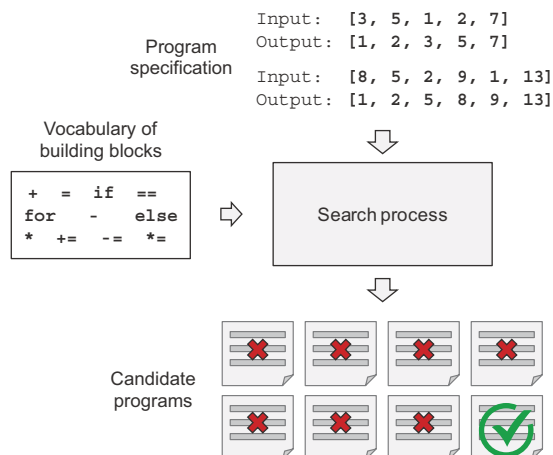 Input: [3, 5, 1, 2, 7]
Output: [1, 2, 3, 5, 7]
Program
specification
Input: [8, 5, 2, 9, 1, 13]
Output: [1, 2, 5, 8, 9, 13]
Vocabulary of
building blocks
+ = if ==
for - else
* += -= *=
Search process
Candidate
programs